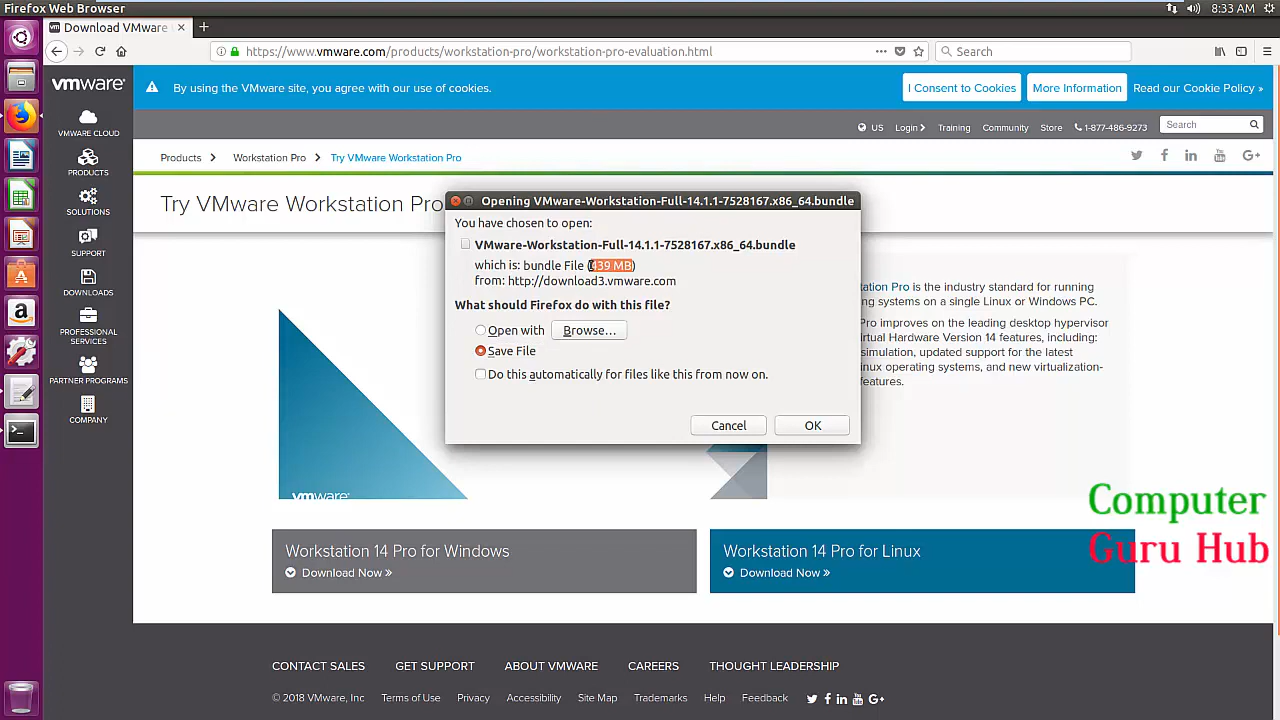 Firefox Web Browser
8:33 AM
Download VMware
https://www.vmware.com/products/workstation-pro/workstation-pro-evaluation.html
Search
vmware
By using the VMware site, you agree with our use of cookies.
I Consent to Cookies
More Information
Read our Cookie Policy »
US
Login
Training
Community
Store
1-877-486-9273
Search
VMWARE CLOUD
PRODUCTS
SOLUTIONS
SUPPORT
DOWNLOADS
PROFESSIONAL
SERVICES
PARTNER PROGRAMS
COMPANY
Products
Workstation Pro
Try VMware Workstation Pro
Try VMware Workstation Pro
Opening VMware-Workstation-Full-14.1.1-7528167.x86_64.bundle
You have chosen to open:
VMware-Workstation-Full-14.1.1-7528167.x86_64.bundle
which is: bundle File (439 MB)
from: http://download3.vmware.com
What should Firefox do with this file?
Open with
Browse...
Save File
Do this automatically for files like this from now on.
Cancel
OK
Pro is the industry standard for running
systems on a single Linux or Windows PC.
Pro improves on the leading desktop hypervisor
Virtual Hardware Version 14 features, including:
simulation, updated support for the latest
operating systems, and new virtualization-
features.
vmware
Workstation 14 Pro for Windows
Download Now »
Workstation 14 Pro for Linux
Download Now »
Computer
Guru Hub
CONTACT SALES
GET SUPPORT
ABOUT VMWARE
CAREERS
THOUGHT LEADERSHIP
© 2018 VMware, Inc
Terms of Use
Privacy
Accessibility
Site Map
Trademarks
Help
Feedback